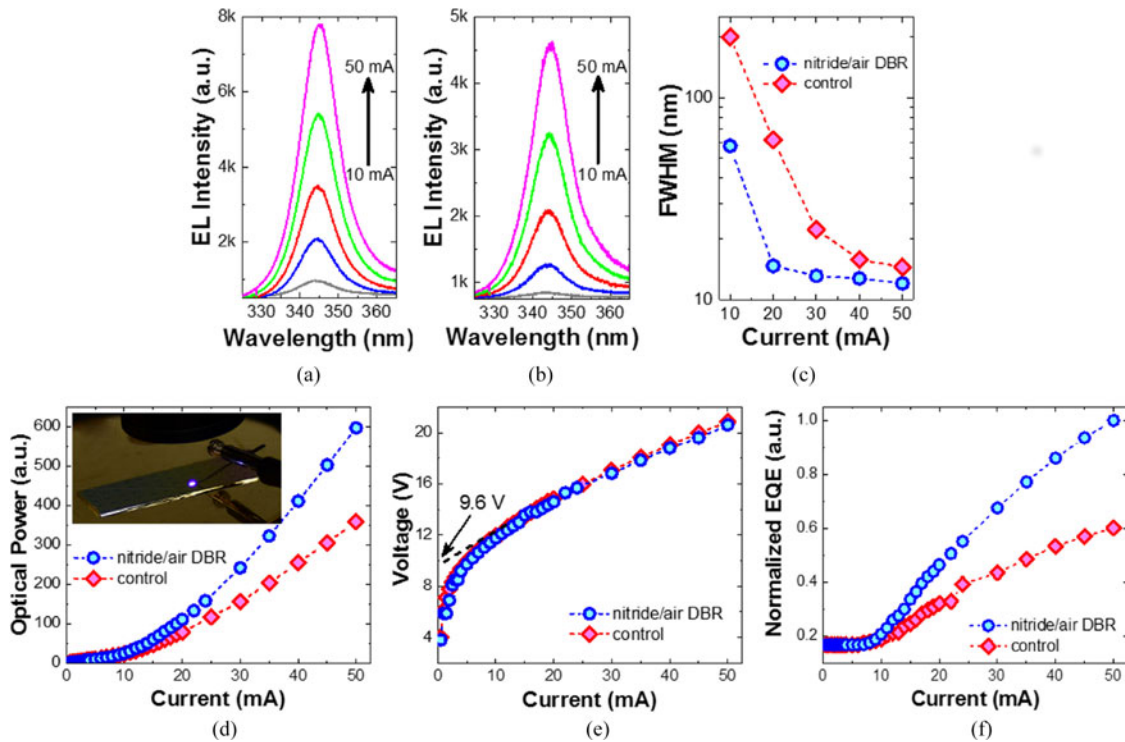 8k
6k
4k
2k
EL Intensity (a.u.)
50 mA
10 mA
330 340 350 360
Wavelength (nm)
(a)
5k
4k
3k
2k
1k
EL Intensity (a.u.)
50 mA
10 mA
330 340 350 360
Wavelength (nm)
(b)
100
10
FWHM (nm)
nitride/air DBR
control
10 20 30 40 50
Current (mA)
(c)
600
500
400
300
200
100
0
Optical Power (a.u.)
nitride/air DBR
control
0 10 20 30 40 50
Current (mA)
(d)
20
16
12
8
4
Voltage (V)
9.6 V
nitride/air DBR
control
0 10 20 30 40 50
Current (mA)
(e)
1.0
0.8
0.6
0.4
0.2
Normalized EQE (a.u.)
nitride/air DBR
control
0 10 20 30 40 50
Current (mA)
(f)